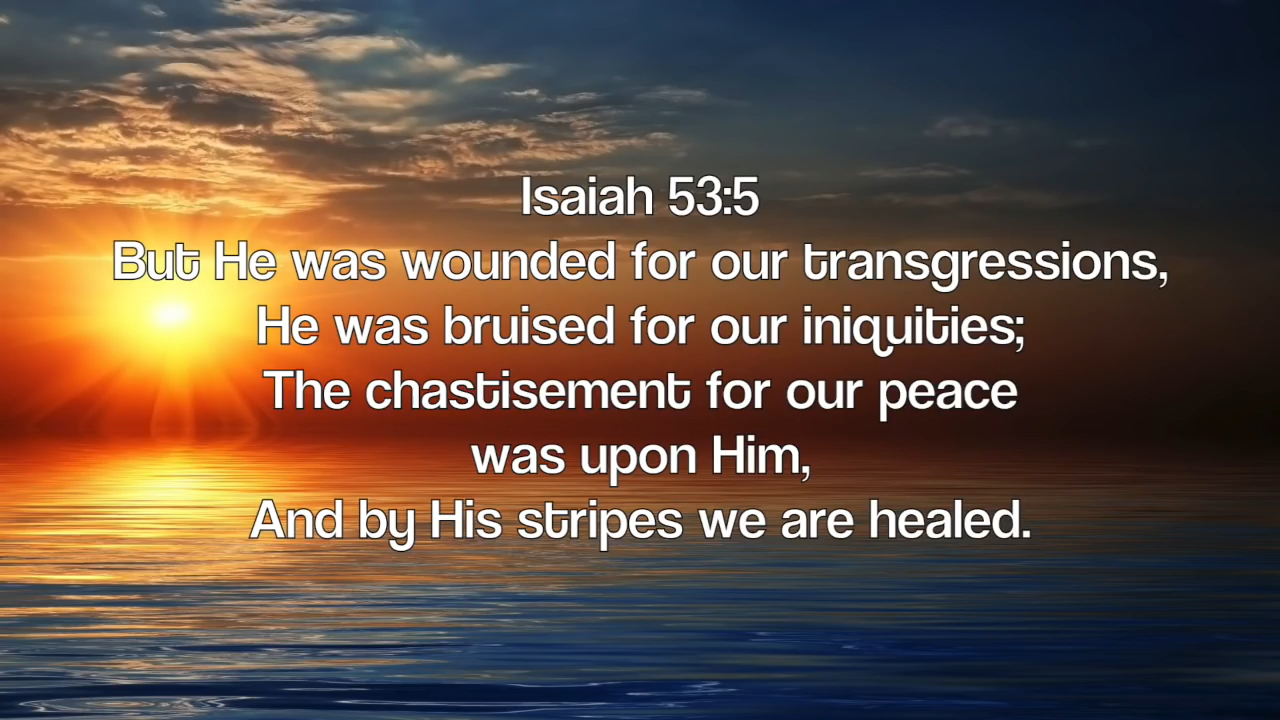 Isaiah 53:5
But He was wounded for our transgressions,
He was bruised for our iniquities;
The chastisement for our peace
was upon Him,
And by His stripes we are healed.